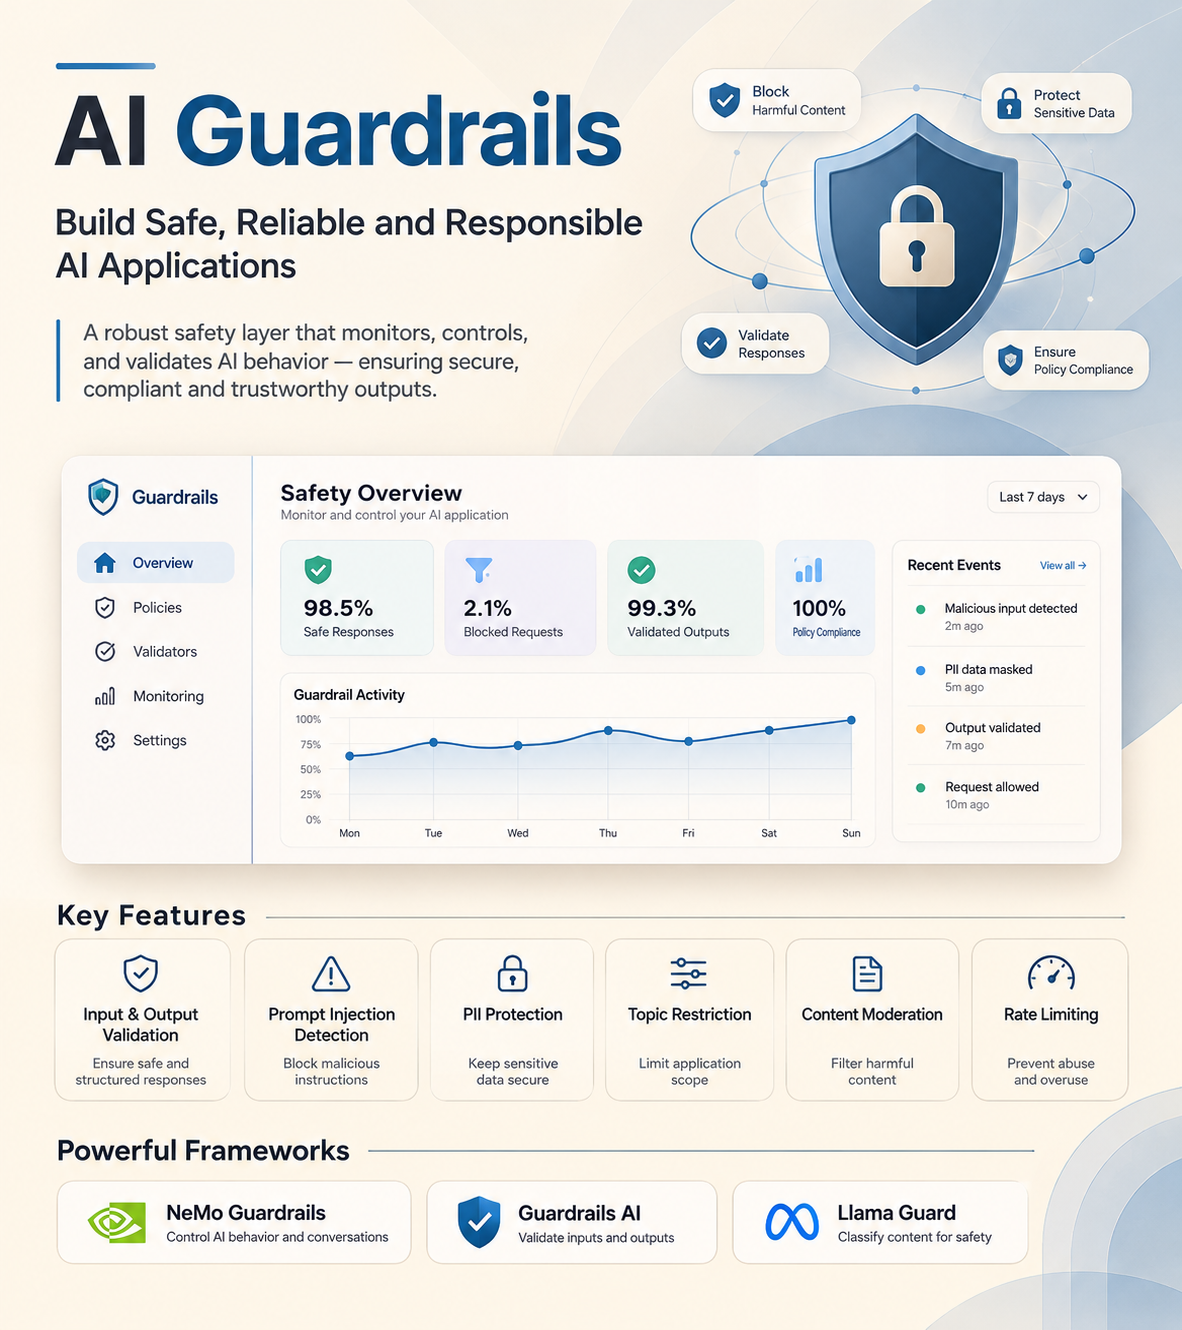 AI Guardrails
Build Safe, Reliable and Responsible
AI Applications
A robust safety layer that monitors, controls,
and validates AI behavior — ensuring secure,
compliant and trustworthy outputs.
Block
Harmful Content
Protect
Sensitive Data
Validate
Responses
Ensure
Policy Compliance
Guardrails
Overview
Policies
Validators
Monitoring
Settings
Safety Overview
Monitor and control your AI application
Last 7 days
98.5%
Safe Responses
2.1%
Blocked Requests
99.3%
Validated Outputs
100%
Policy Compliance
Guardrail Activity
100%
75%
50%
25%
0%
Mon Tue Wed Thu Fri Sat Sun
Recent Events
View all →
Malicious input detected
2m ago
PII data masked
5m ago
Output validated
7m ago
Request allowed
10m ago
Key Features
Input & Output
Validation
Ensure safe and
structured responses
Prompt Injection
Detection
Block malicious
instructions
PII Protection
Keep sensitive
data secure
Topic Restriction
Limit application
scope
Content Moderation
Filter harmful
content
Rate Limiting
Prevent abuse
and overuse
Powerful Frameworks
NeMo Guardrails
Control AI behavior and conversations
Guardrails AI
Validate inputs and outputs
Llama Guard
Classify content for safety